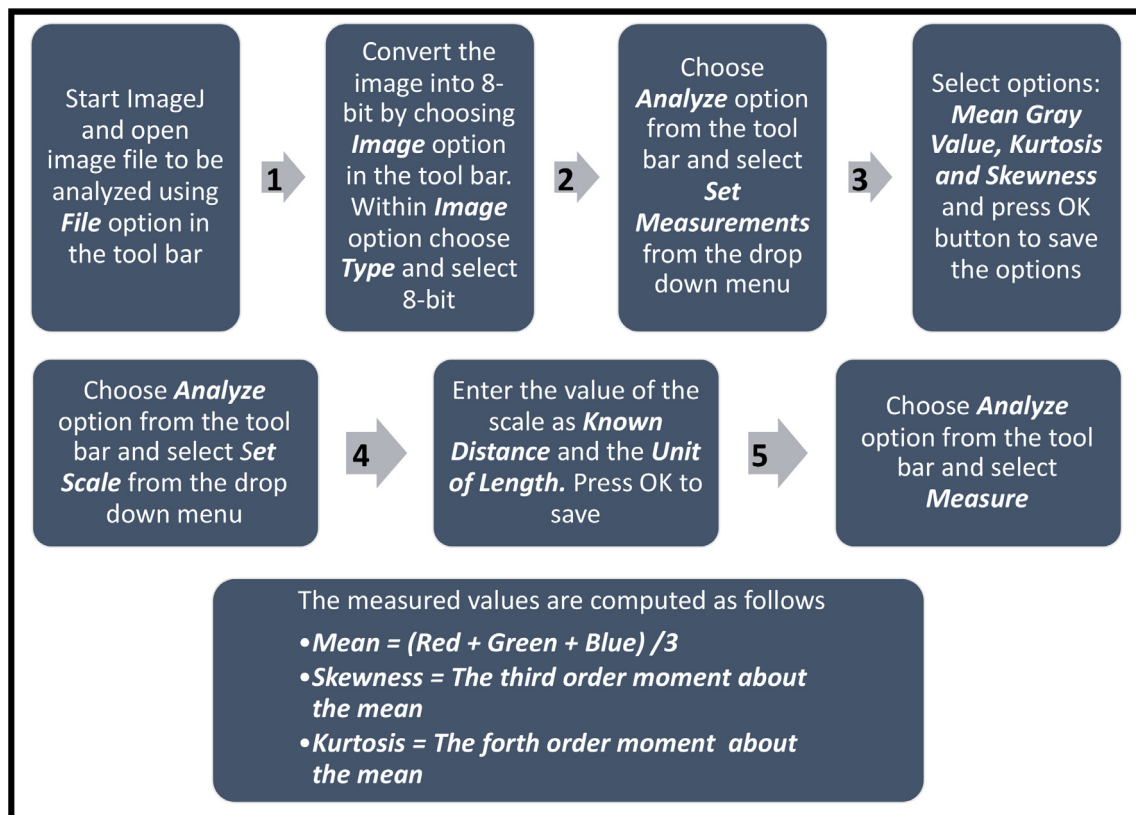 Start ImageJ
and open
image file to be
analyzed using
File option in
the tool bar
1
Convert the
image into 8-
bit by choosing
Image option
in the tool bar.
Within Image
option choose
Type and select
8-bit
2
Choose
Analyze option
from the tool
bar and select
Set
Measurements
from the drop
down menu
3
Select options:
Mean Gray
Value, Kurtosis
and Skewness
and press OK
button to save
the options
Choose Analyze
option from the tool
bar and select Set
Scale from the drop
down menu
4
Enter the value of the
scale as Known
Distance and the Unit
of Length. Press OK to
save
5
Choose Analyze
option from the tool
bar and select
Measure
The measured values are computed as follows
•Mean = (Red + Green + Blue) /3
•Skewness = The third order moment about
the mean
•Kurtosis = The forth order moment about
the mean